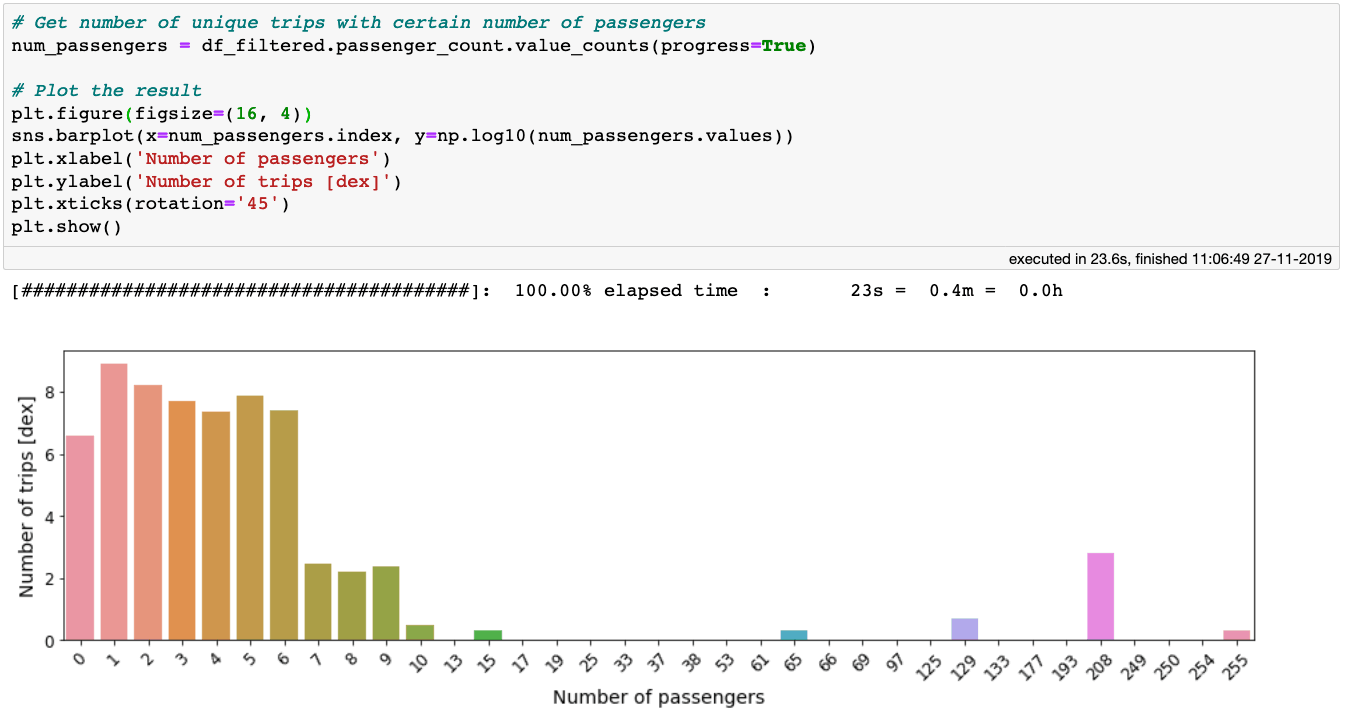 # Get number of unique trips with certain number of passengers
num_passengers = df_filtered.passenger_count.value_counts(progress=True)
# Plot the result
plt.figure(figsize=(16, 4))
sns.barplot(x=num_passengers.index, y=np.log10(num_passengers.values))
plt.xlabel('Number of passengers')
plt.ylabel('Number of trips [dex]')
plt.xticks(rotation='45')
plt.show()
executed in 23.6s, finished 11:06:49 27-11-2019
[########################################]: 100.00% elapsed time : 23s = 0.4m = 0.0h
Number of trips [dex]
8
6
4
2
0
0 1 2 3 4 5 6 7 8 9 10 13 15 17 19 25 33 37 38 53 61 65 66 69 97 125 129 133 177 193 208 249 250 254 255
Number of passengers